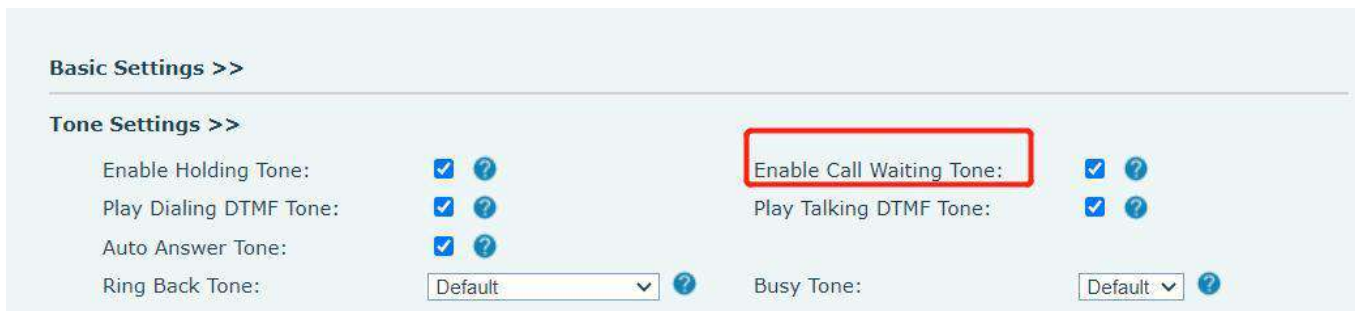 Basic Settings >>
Tone Settings >>
Enable Holding Tone: ? Enable Call Waiting Tone: ?
Play Dialing DTMF Tone: ? Play Talking DTMF Tone: ?
Auto Answer Tone: ?
Ring Back Tone: Default ? Busy Tone: Default ?